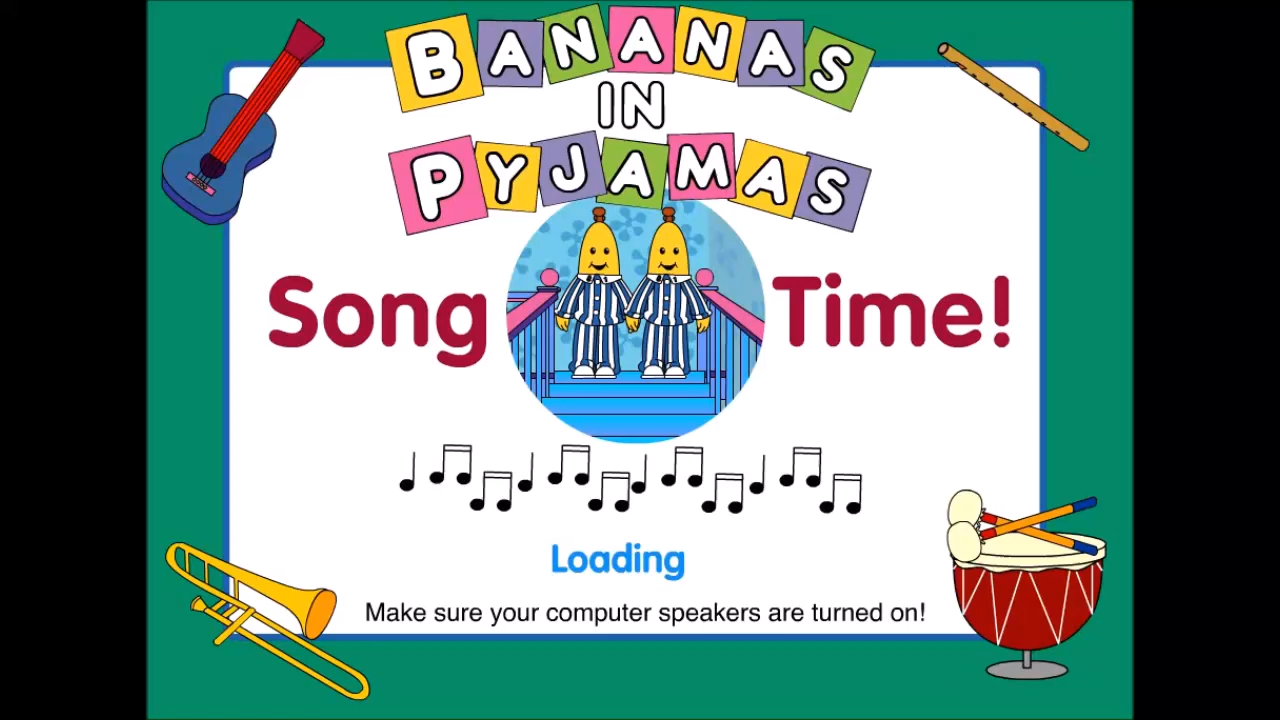 BANANAS
IN
PYJAMAS
Song Time!
Loading
Make sure your computer speakers are turned on!